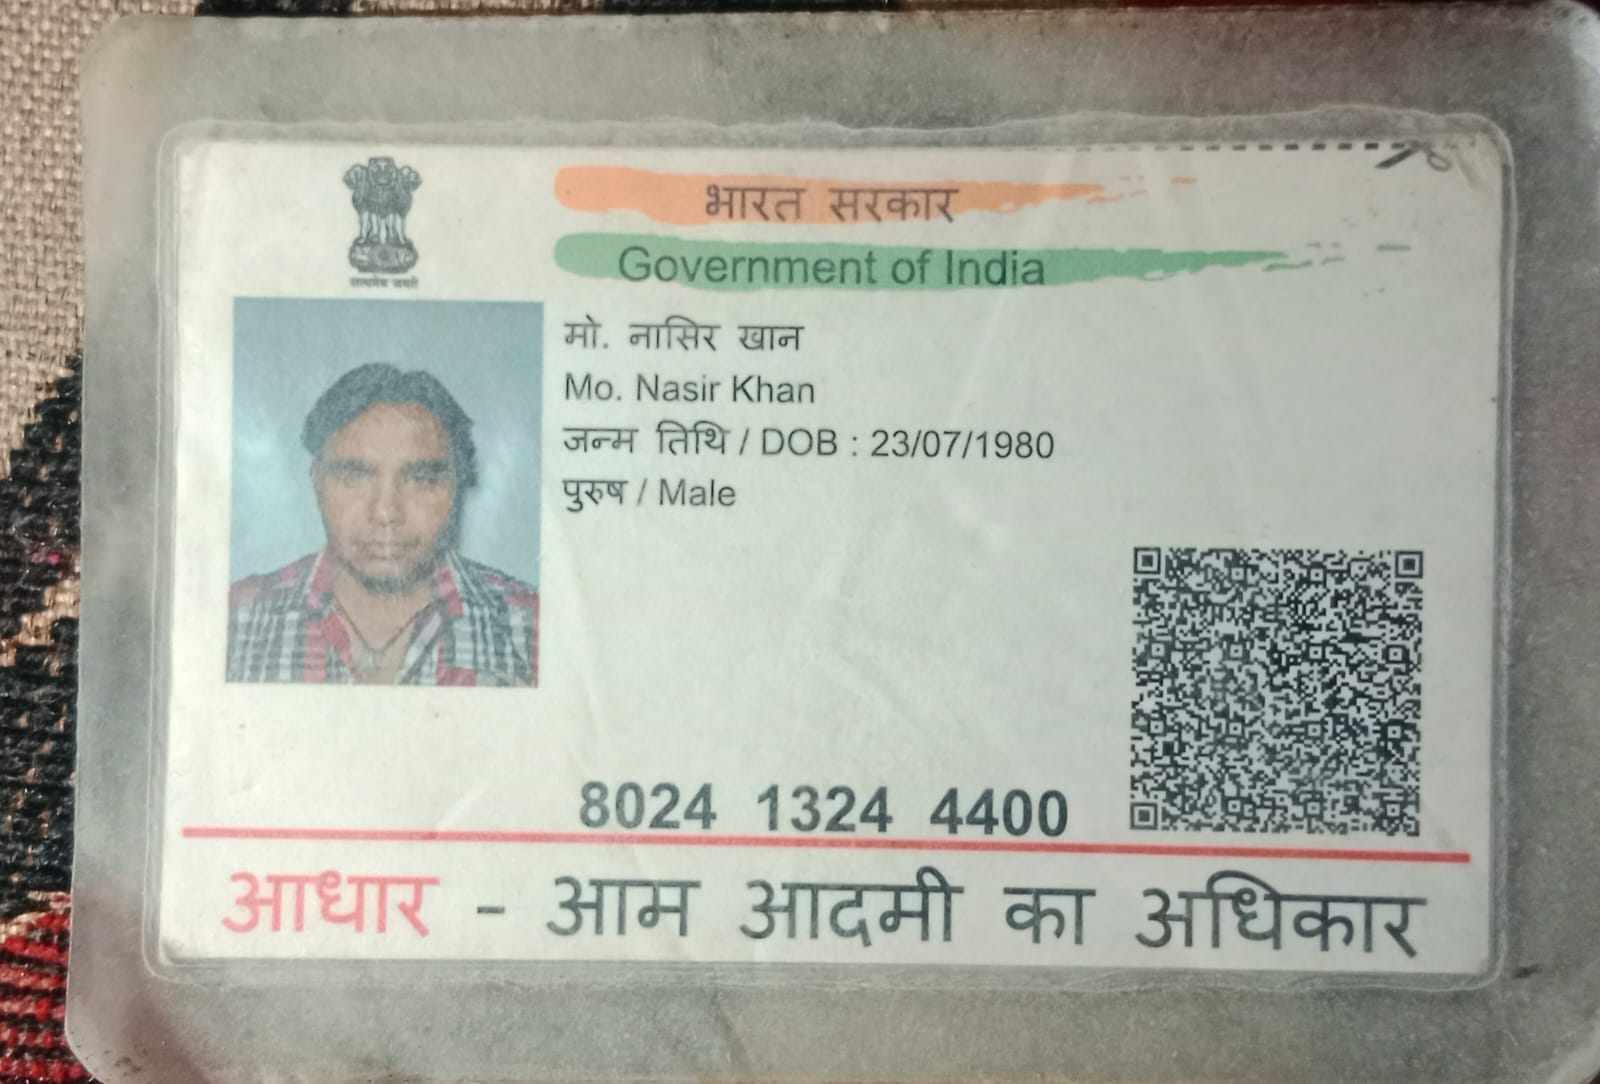 सत्यमेव जयते
भारत सरकार
Government of India
मो. नासिर खान
Mo. Nasir Khan
जन्म तिथि / DOB : 23/07/1980
पुरुष / Male
8024 1324 4400
आधार - आम आदमी का अधिकार